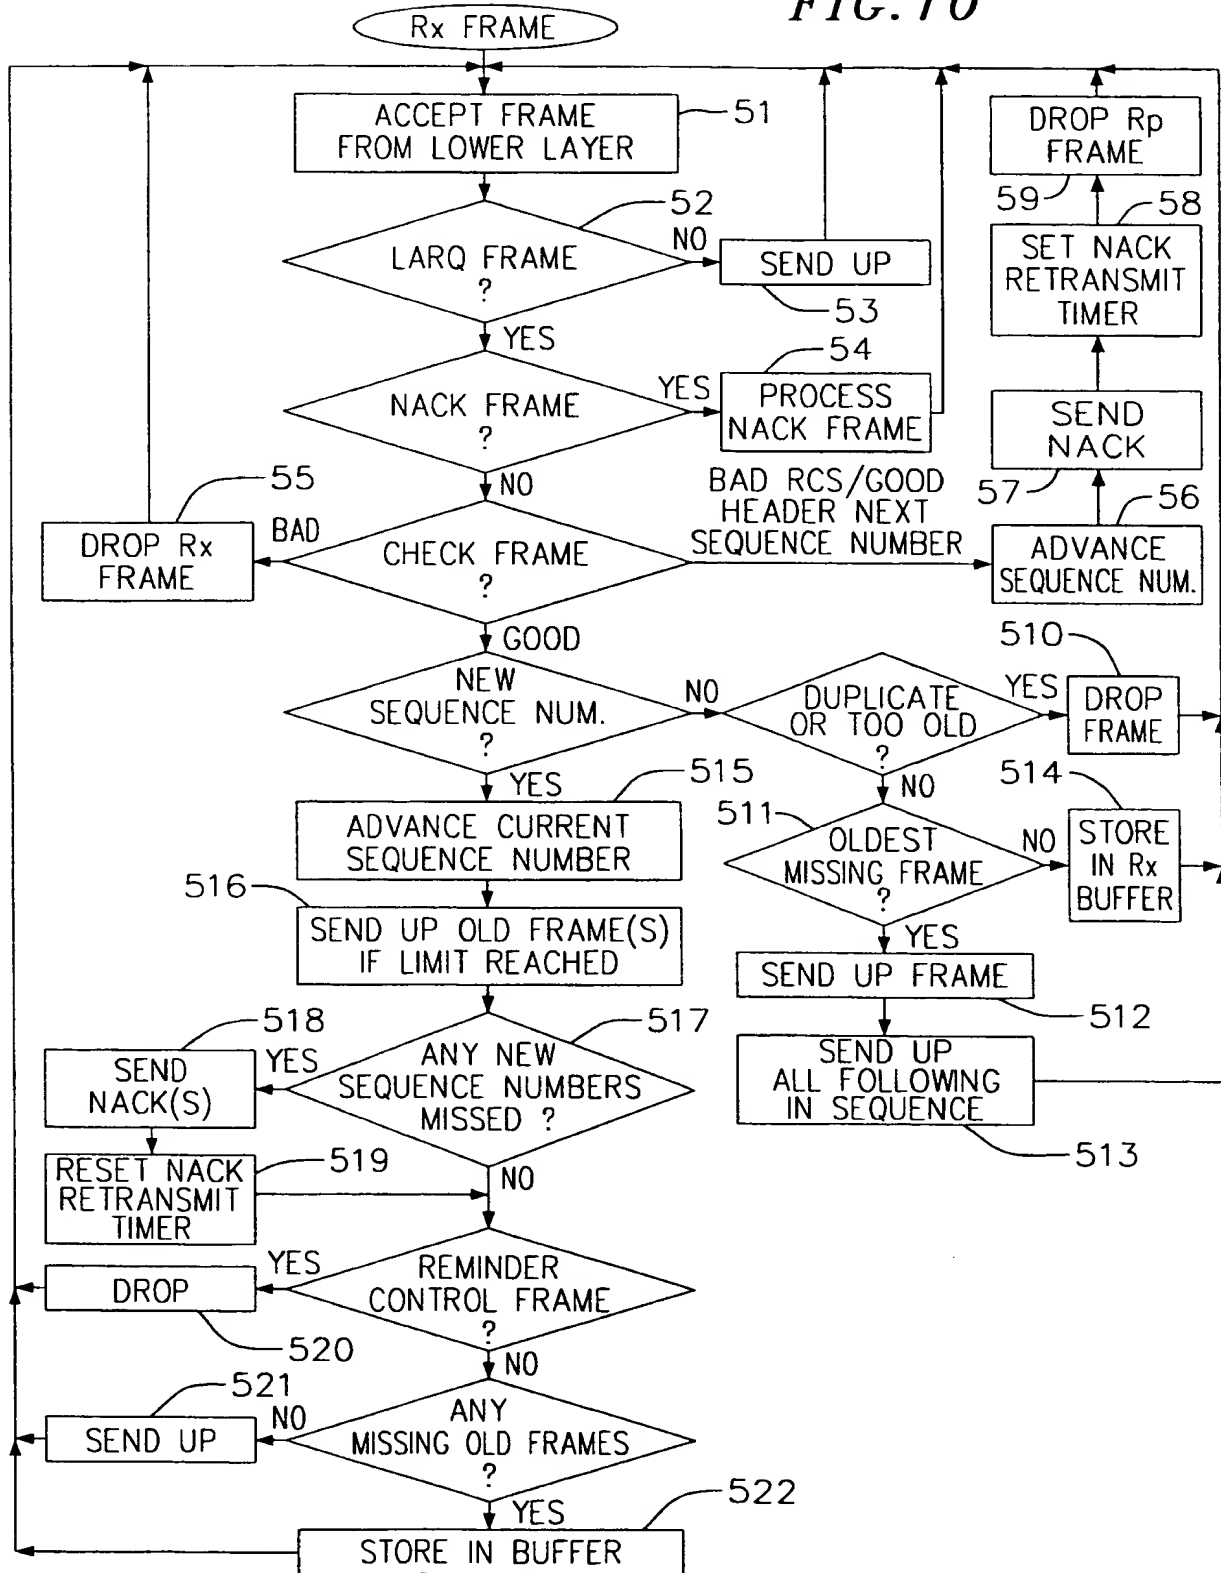 FIG. 70
Rx FRAME
ACCEPT FRAME
FROM LOWER LAYER
51
DROP Rp
FRAME
59
52
LARQ FRAME
?
NO
SEND UP
53
58
SET NACK
RETRANSMIT
TIMER
YES
54
NACK FRAME
?
YES
PROCESS
NACK FRAME
SEND
NACK
57
NO
55
DROP Rx
FRAME
BAD
CHECK FRAME
?
BAD RCS/GOOD
HEADER NEXT
SEQUENCE NUMBER
56
ADVANCE
SEQUENCE NUM.
GOOD
NEW
SEQUENCE NUM.
?
NO
DUPLICATE
OR TOO OLD
?
YES
510
DROP
FRAME
YES
515
ADVANCE CURRENT
SEQUENCE NUMBER
NO
511
OLDEST
MISSING FRAME
?
NO
514
STORE
IN Rx
BUFFER
516
SEND UP OLD FRAME(S)
IF LIMIT REACHED
YES
SEND UP FRAME
512
SEND UP
ALL FOLLOWING
IN SEQUENCE
513
517
ANY NEW
SEQUENCE NUMBERS
MISSED ?
YES
518
SEND
NACK(S)
RESET NACK
RETRANSMIT
TIMER
519
NO
REMINDER
CONTROL FRAME
?
YES
DROP
520
NO
521
SEND UP
NO
ANY
MISSING OLD FRAMES
?
YES
522
STORE IN BUFFER